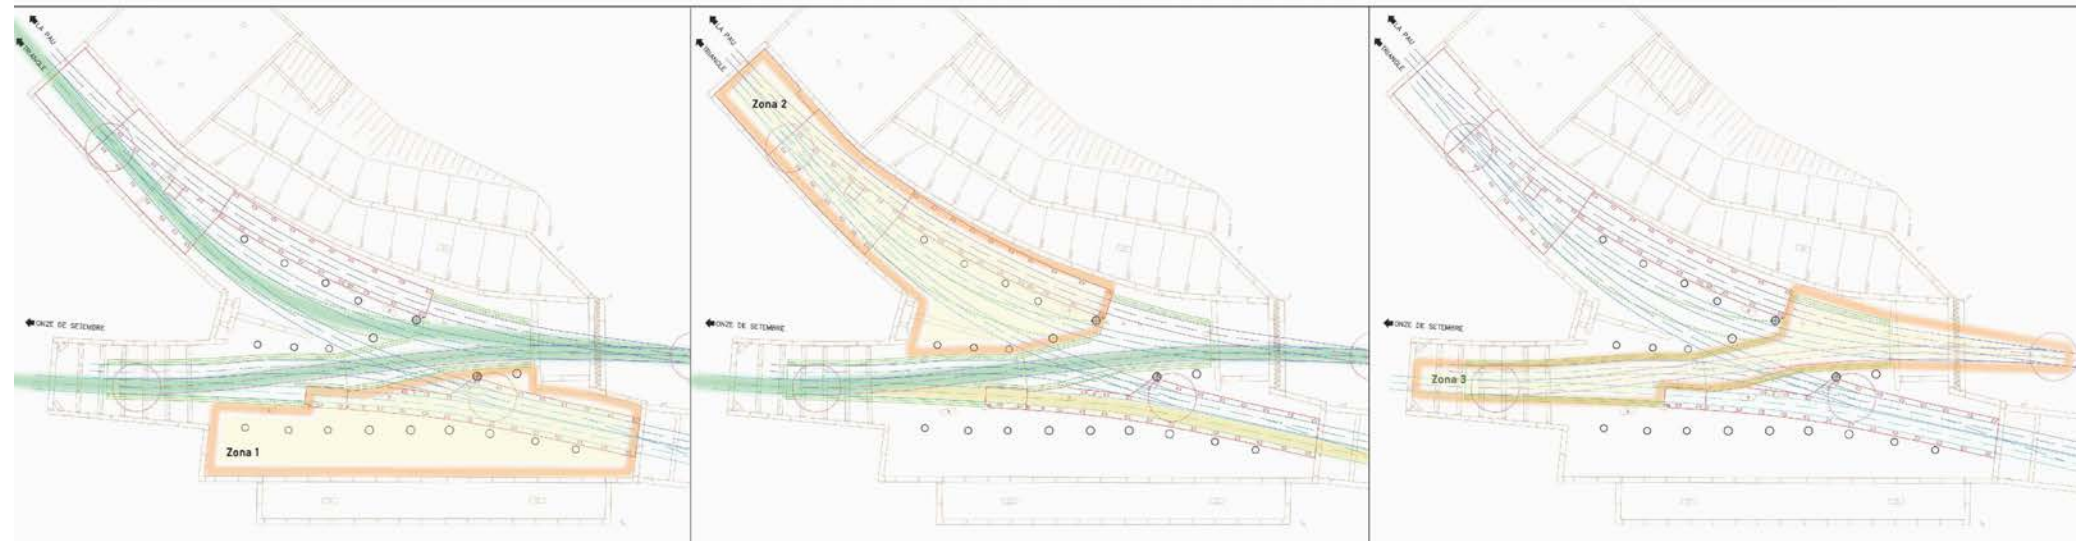 LA PAU
TRIANGLE
ONZE DE SETEMBRE
Zona 1
LA PAU
TRIANGLE
Zona 2
ONZE DE SETEMBRE
LA PAU
TRIANGLE
ONZE DE SETEMBRE
Zona 3